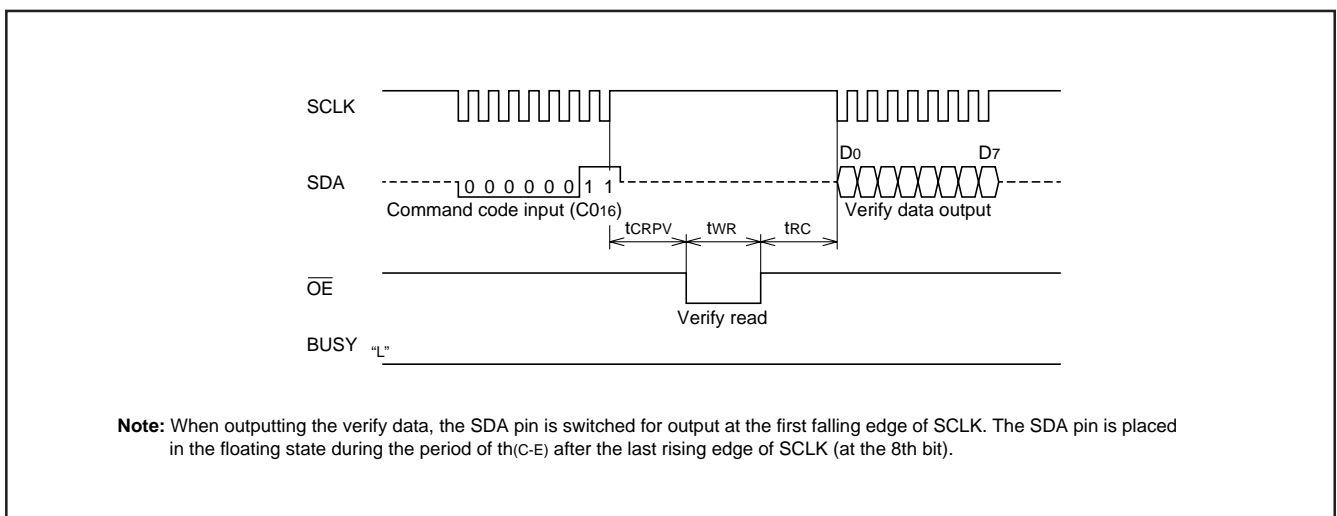 SCLK
D0 D7
SDA
0 0 0 0 0 0 1 1
Command code input (C016) Verify data output
tCRPV tWR tRC
OE
Verify read
BUSY “L”
Note: When outputting the verify data, the SDA pin is switched for output at the first falling edge of SCLK. The SDA pin is placed
in the floating state during the period of th(C-E) after the last rising edge of SCLK (at the 8th bit).